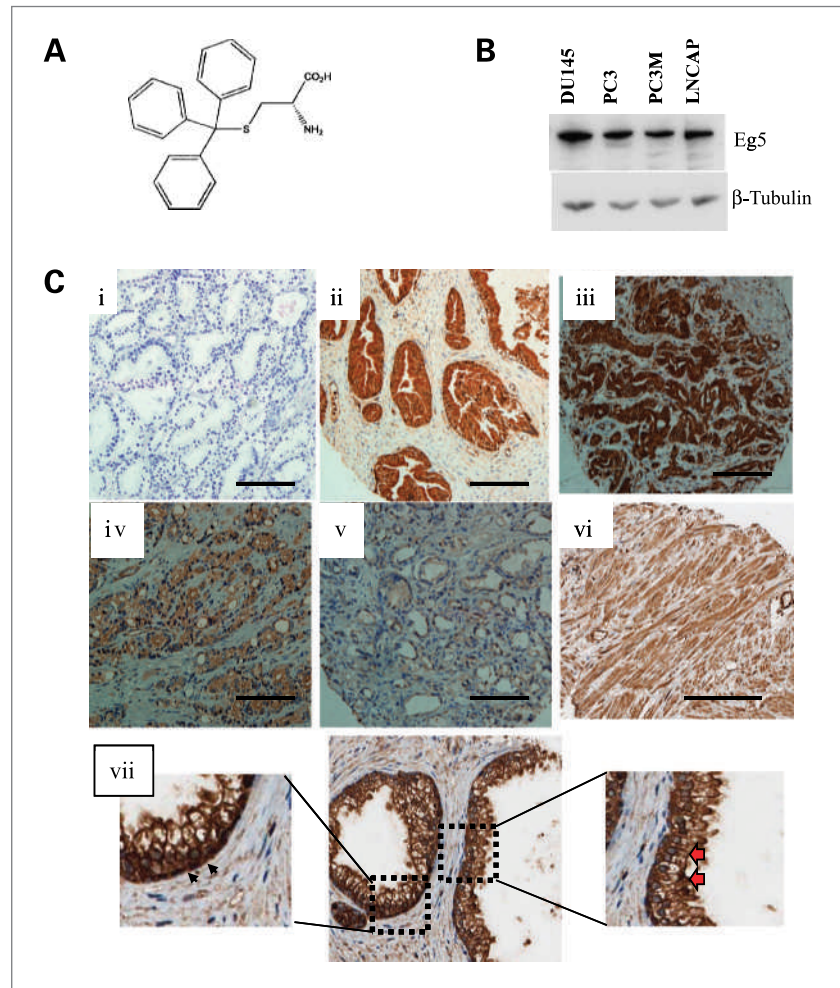 A
CO₂H
S
NH₂
B
DU145
PC3
PC3M
LNCAP
Eg5
β-Tubulin
C
i
ii
iii
iv
v
vi
vii